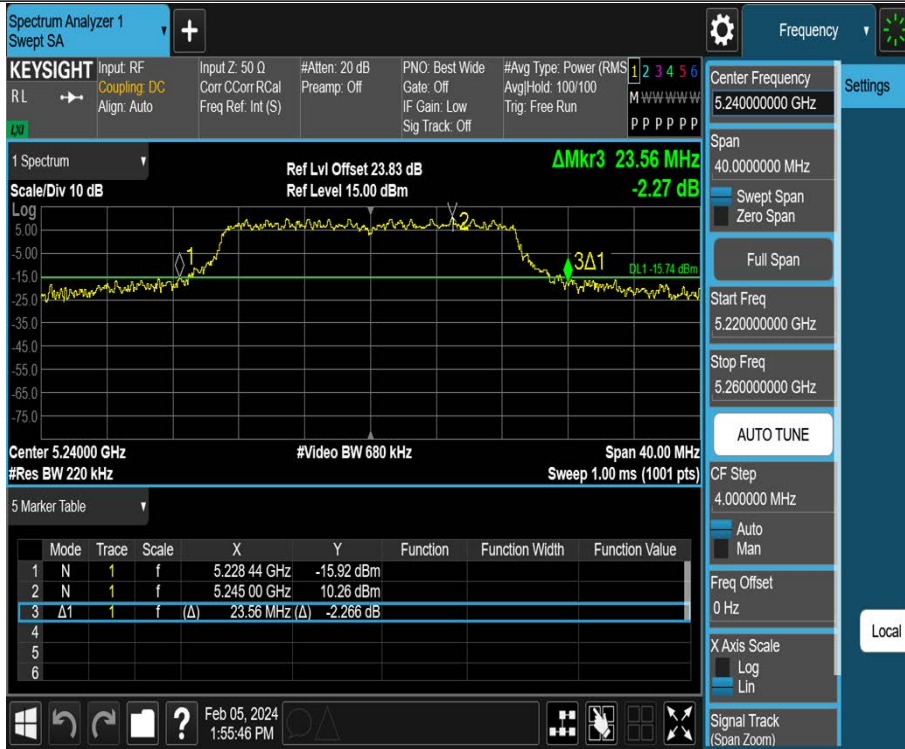 Spectrum Analyzer 1
Swept SA
+
Frequency
KEYSIGHT
RL
LXI
Input: RF
Coupling: DC
Align: Auto
Input Z: 50 Ω
Corr CCorr RCal
Freq Ref: Int (S)
#Atten: 20 dB
Preamp: Off
PNO: Best Wide
Gate: Off
IF Gain: Low
Sig Track: Off
#Avg Type: Power (RMS
Avg|Hold: 100/100
Trig: Free Run
1 2 3 4 5 6
M W W W W W
P P P P P P
Settings
1 Spectrum
Scale/Div 10 dB
Ref Lvl Offset 23.83 dB
Ref Level 15.00 dBm
ΔMkr3 23.56 MHz
-2.27 dB
Log
5.00
-5.00
-15.0
-25.0
-35.0
-45.0
-55.0
-65.0
-75.0
1
2
3Δ1
DL1 -15.74 dBm
Center 5.24000 GHz
#Video BW 680 kHz
Span 40.00 MHz
#Res BW 220 kHz
Sweep 1.00 ms (1001 pts)
5 Marker Table
Mode Trace Scale X Y Function Function Width Function Value
1 N 1 f 5.228 44 GHz -15.92 dBm
2 N 1 f 5.245 00 GHz 10.26 dBm
3 Δ1 1 f (Δ) 23.56 MHz (Δ) -2.266 dB
4
5
6
Center Frequency
5.240000000 GHz
Span
40.0000000 MHz
Swept Span
Zero Span
Full Span
Start Freq
5.220000000 GHz
Stop Freq
5.260000000 GHz
AUTO TUNE
CF Step
4.000000 MHz
Auto
Man
Freq Offset
0 Hz
X Axis Scale
Log
Lin
Signal Track
(Span Zoom)
Local
?
Feb 05, 2024
1:55:46 PM